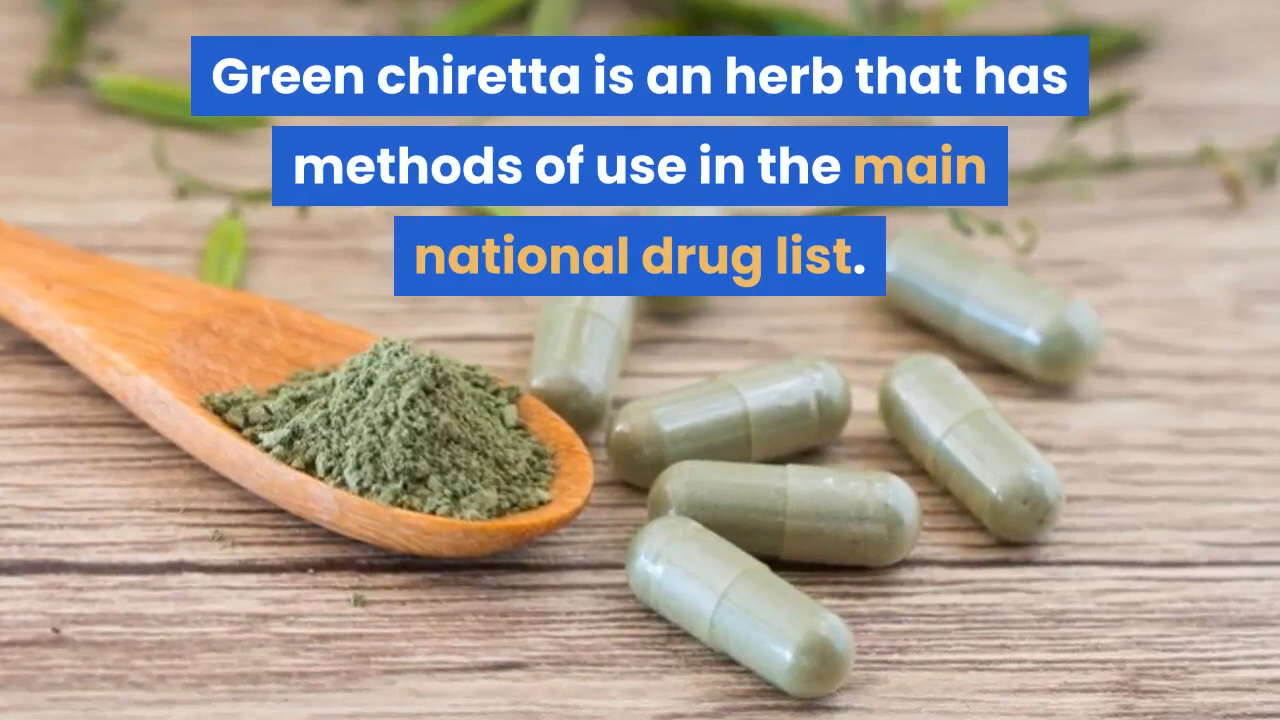 Green chiretta is an herb that has
methods of use in the main
national drug list.